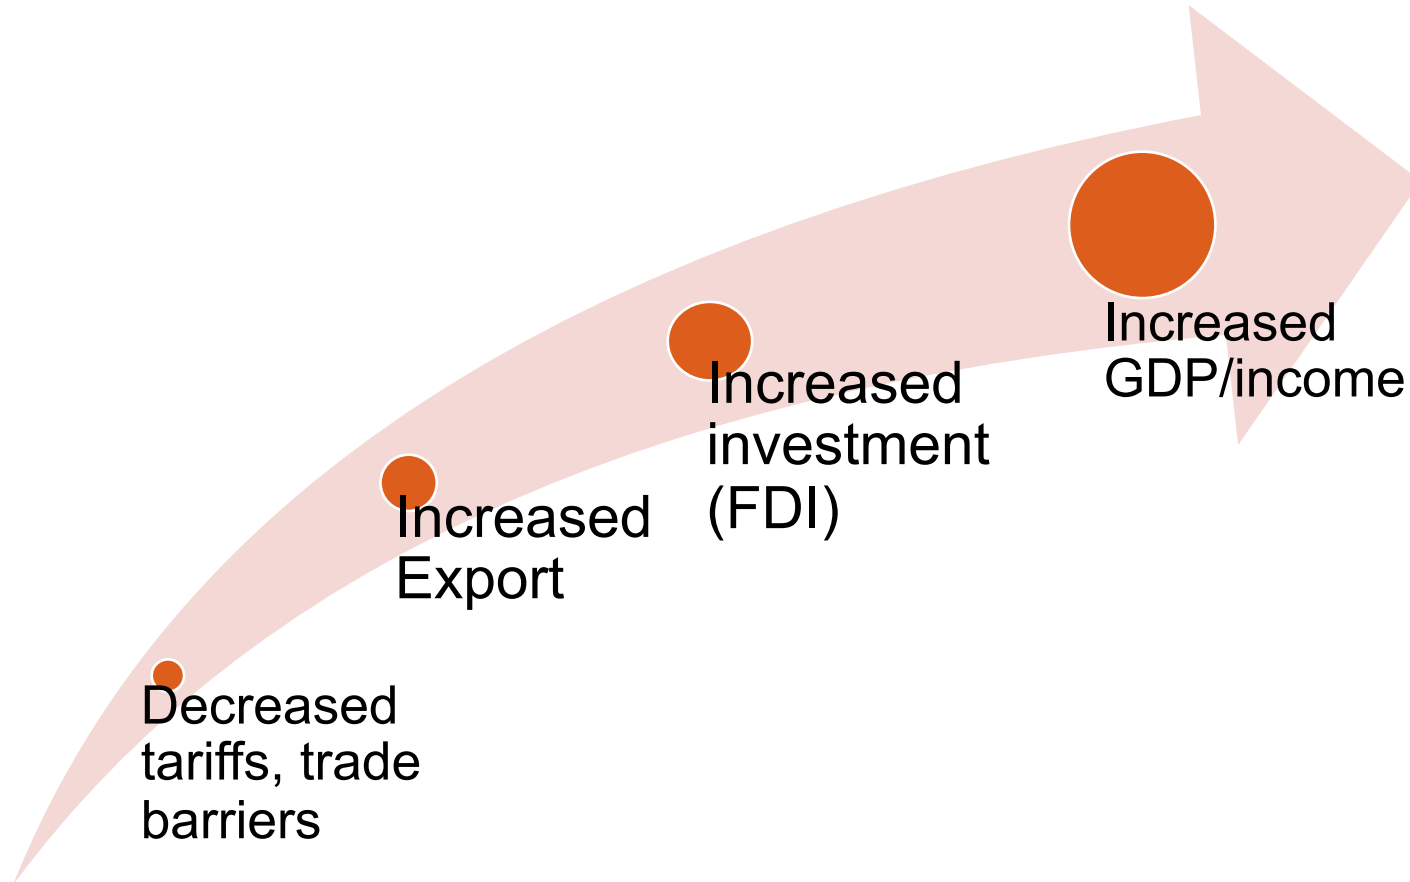 Decreased
tariffs, trade
barriers
Increased
Export
Increased
investment
(FDI)
Increased
GDP/income